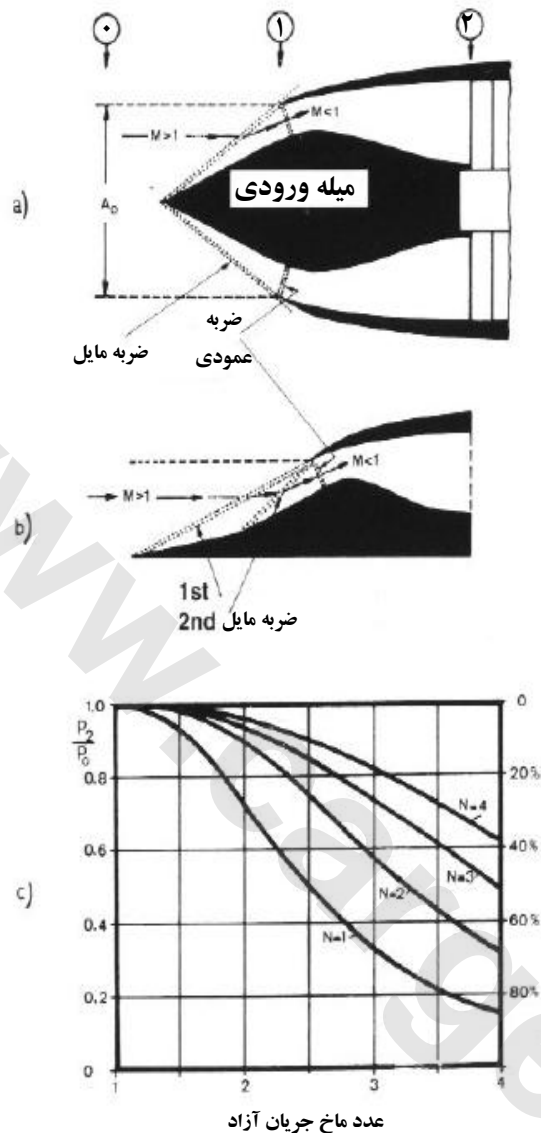 ۰ ۱ ۲
a)
A₀
M>1
M<1
میله ورودی
ضربه مایل
ضربه
عمودی
b)
M>1
M<1
1st
2nd ضربه مایل
c)
P₂
P₀
1.0
0.8
0.6
0.4
0.2
0
0
20%
40%
60%
80%
N=4
N=3
N=2
N=1
1 2 3 4
عدد ماخ جریان آزاد